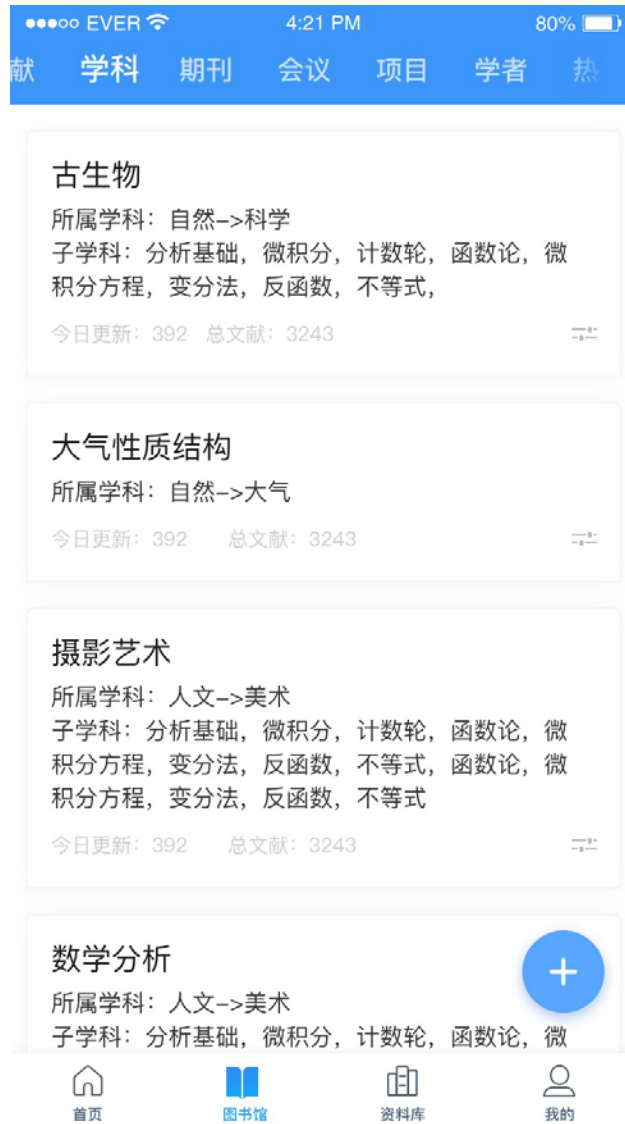 EVER 4:21 PM 80%
献 学科 期刊 会议 项目 学者 热
古生物
所属学科：自然->科学
子学科：分析基础，微积分，计数轮，函数论，微
积分方程，变分法，反函数，不等式，
今日更新：392 总文献：3243
大气性质结构
所属学科：自然->大气
今日更新：392 总文献：3243
摄影艺术
所属学科：人文->美术
子学科：分析基础，微积分，计数轮，函数论，微
积分方程，变分法，反函数，不等式，函数论，微
积分方程，变分法，反函数，不等式
今日更新：392 总文献：3243
数学分析
所属学科：人文->美术
子学科：分析基础，微积分，计数轮，函数论，微
首页 图书馆 资料库 我的